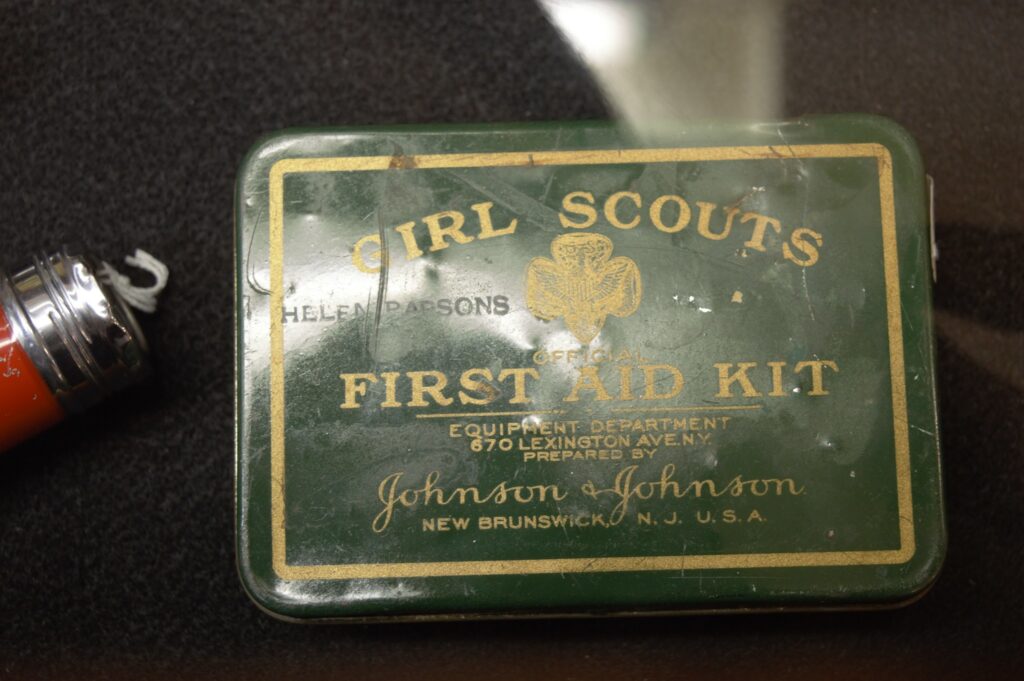 GIRL SCOUTS
HELEN PARSONS
OFFICIAL
FIRST AID KIT
EQUIPMENT DEPARTMENT
670 LEXINGTON AVE. N.Y.
PREPARED BY
Johnson & Johnson
NEW BRUNSWICK, N. J. U. S. A.